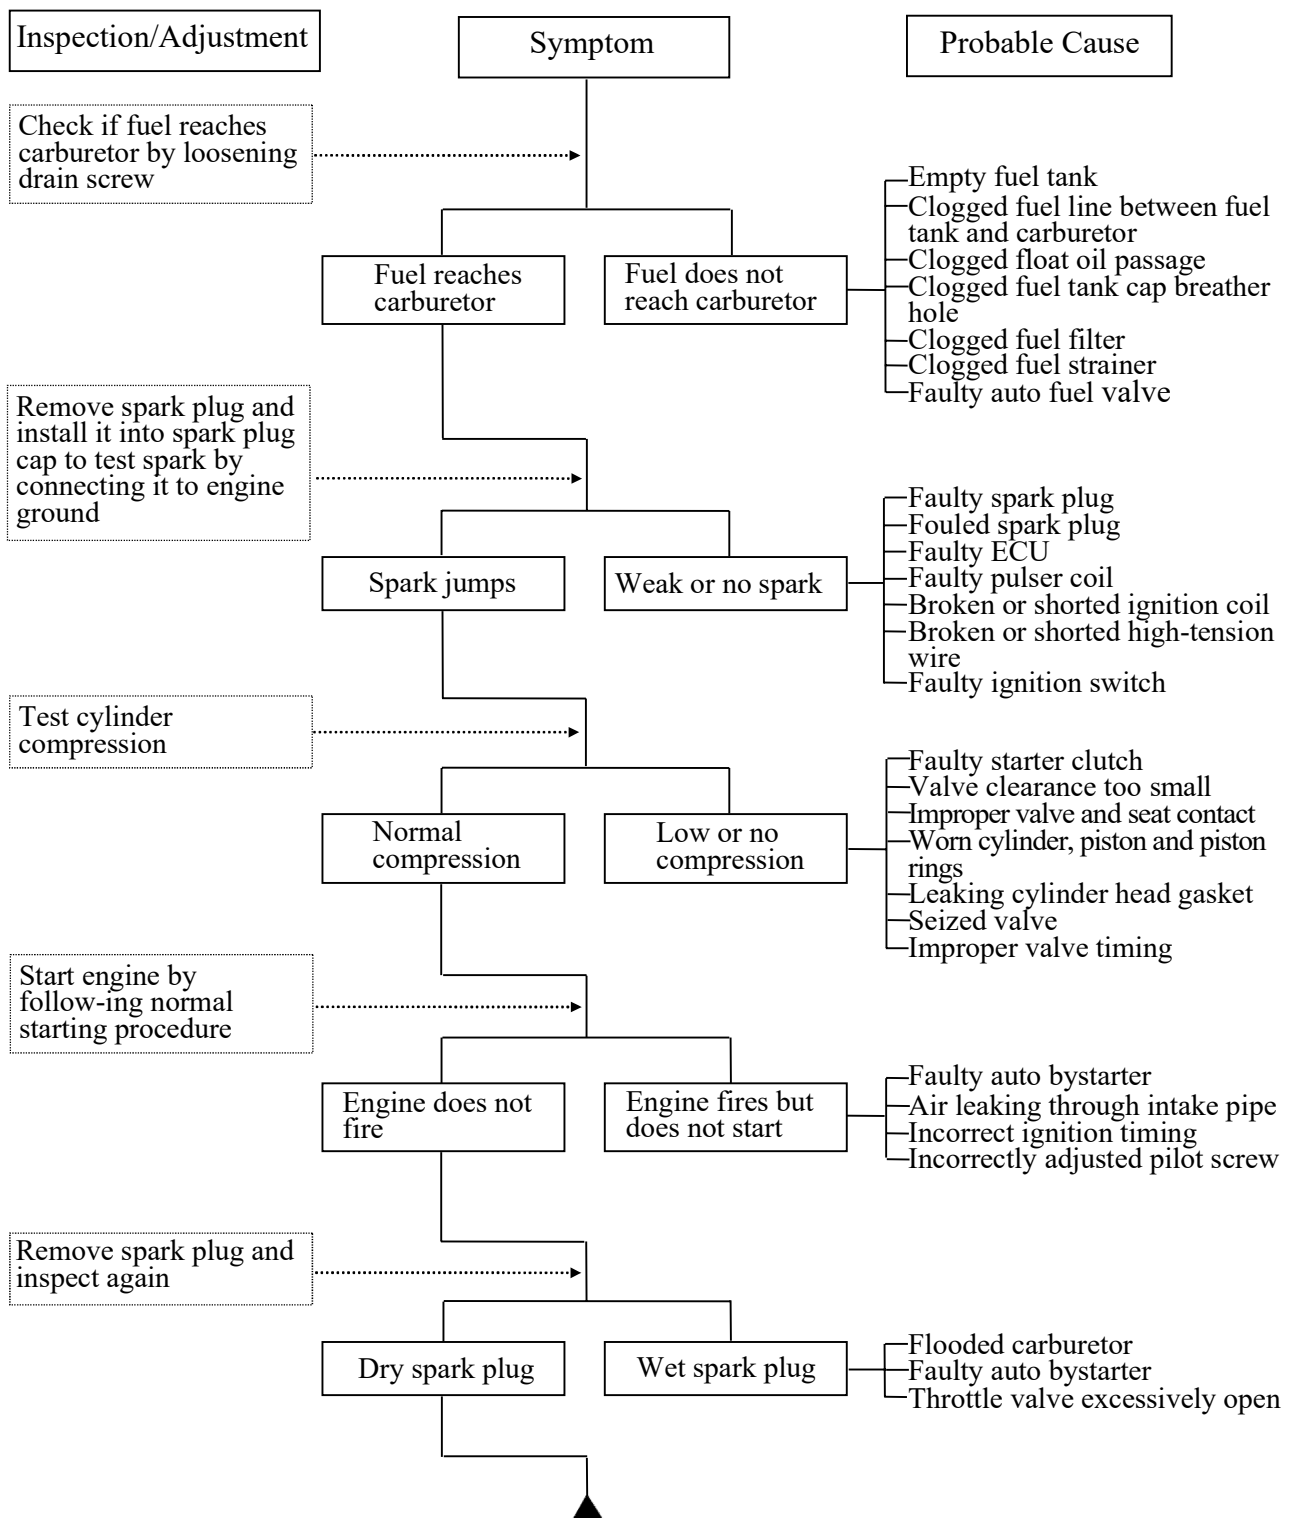 Inspection/Adjustment
Symptom
Probable Cause
Check if fuel reaches
carburetor by loosening
drain screw
Fuel reaches
carburetor
Fuel does not
reach carburetor
Empty fuel tank
Clogged fuel line between fuel
tank and carburetor
Clogged float oil passage
Clogged fuel tank cap breather
hole
Clogged fuel filter
Clogged fuel strainer
Faulty auto fuel valve
Remove spark plug and
install it into spark plug
cap to test spark by
connecting it to engine
ground
Spark jumps
Weak or no spark
Faulty spark plug
Fouled spark plug
Faulty ECU
Faulty pulser coil
Broken or shorted ignition coil
Broken or shorted high-tension
wire
Faulty ignition switch
Test cylinder
compression
Normal
compression
Low or no
compression
Faulty starter clutch
Valve clearance too small
Improper valve and seat contact
Worn cylinder, piston and piston
rings
Leaking cylinder head gasket
Seized valve
Improper valve timing
Start engine by
follow-ing normal
starting procedure
Engine does not
fire
Engine fires but
does not start
Faulty auto bystarter
Air leaking through intake pipe
Incorrect ignition timing
Incorrectly adjusted pilot screw
Remove spark plug and
inspect again
Dry spark plug
Wet spark plug
Flooded carburetor
Faulty auto bystarter
Throttle valve excessively open